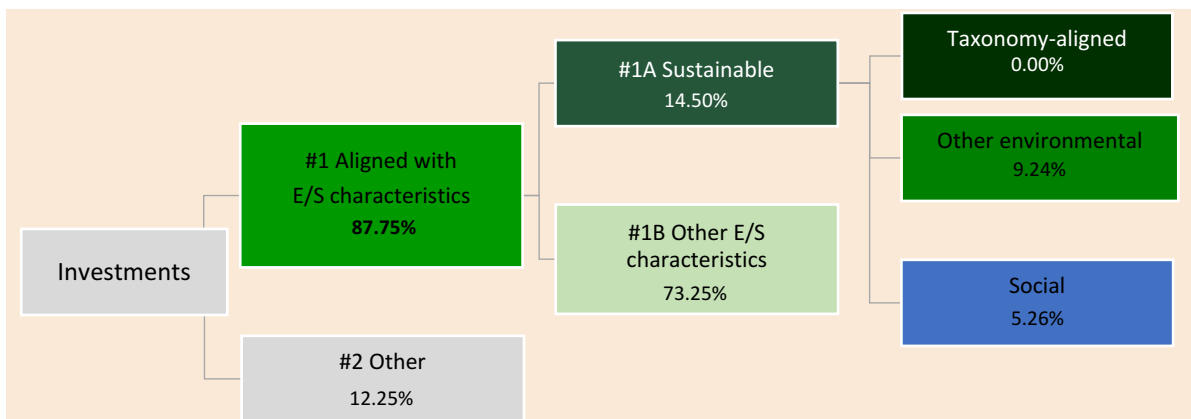 Investments
#1 Aligned with
E/S characteristics
87.75%
#2 Other
12.25%
#1A Sustainable
14.50%
#1B Other E/S
characteristics
73.25%
Taxonomy-aligned
0.00%
Other environmental
9.24%
Social
5.26%